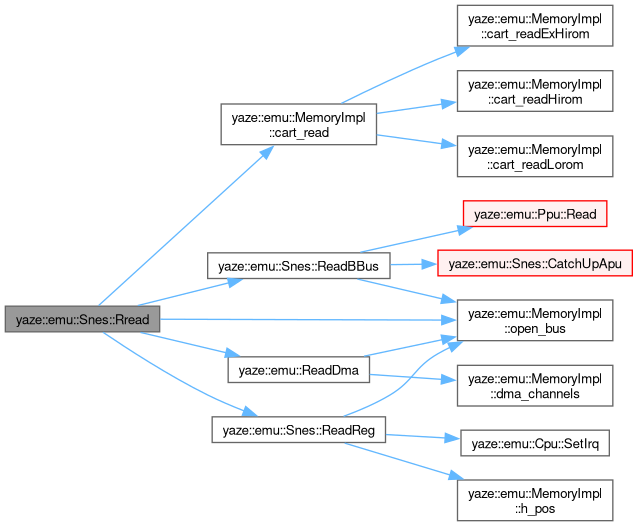 yaze::emu::MemoryImpl
::cart_readExHirom
yaze::emu::MemoryImpl
::cart_readHirom
yaze::emu::MemoryImpl
::cart_read
yaze::emu::MemoryImpl
::cart_readLorom
yaze::emu::Ppu::Read
yaze::emu::Snes::ReadBBus
yaze::emu::Snes::CatchUpApu
yaze::emu::Snes::Rread
yaze::emu::MemoryImpl
::open_bus
yaze::emu::ReadDma
yaze::emu::MemoryImpl
::dma_channels
yaze::emu::Snes::ReadReg
yaze::emu::Cpu::SetIrq
yaze::emu::MemoryImpl
::h_pos